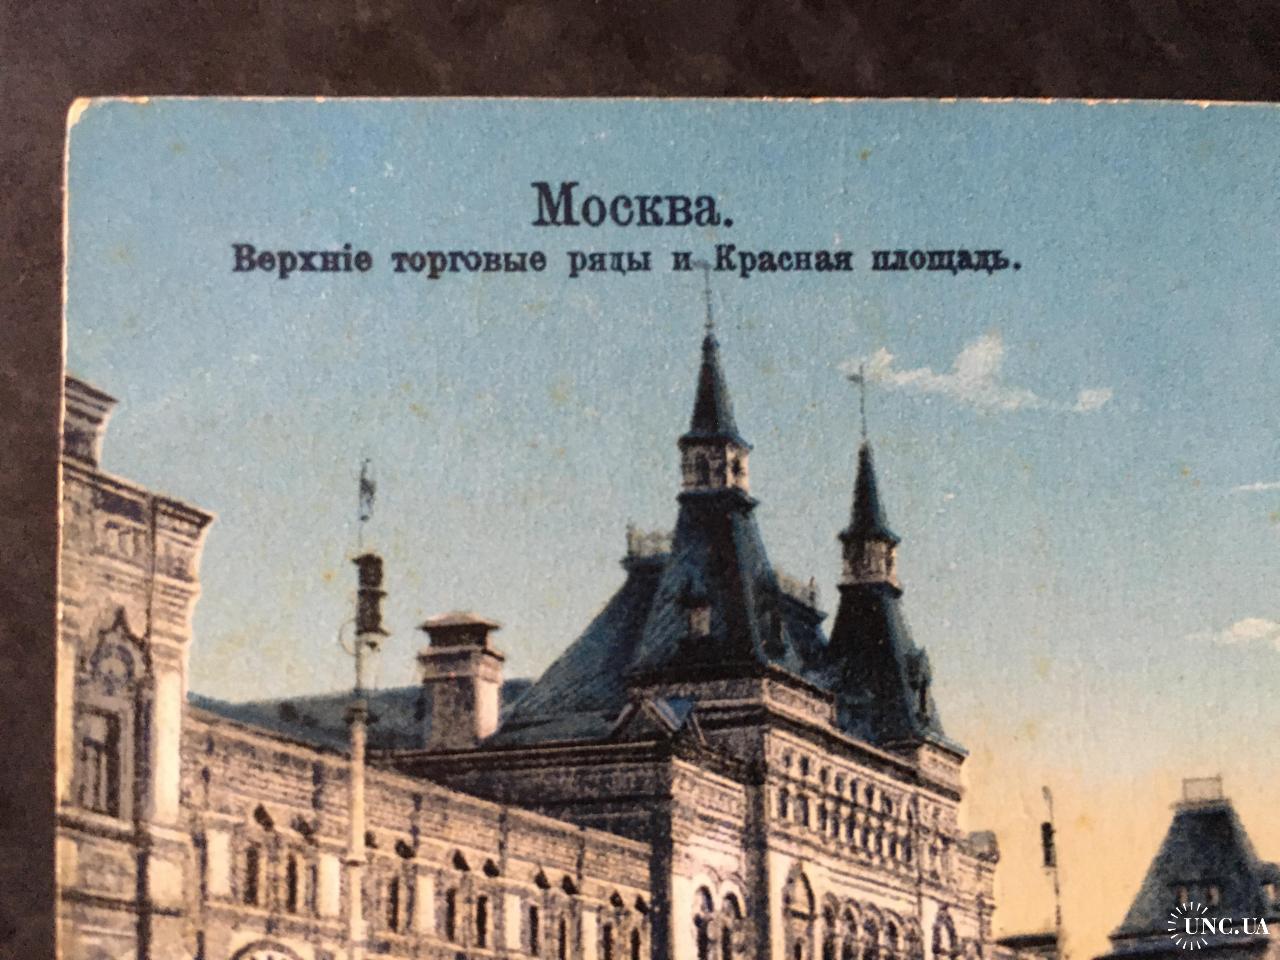 Москва.
Верхніе торговые ряды и Красная площадь.
UNC.UA